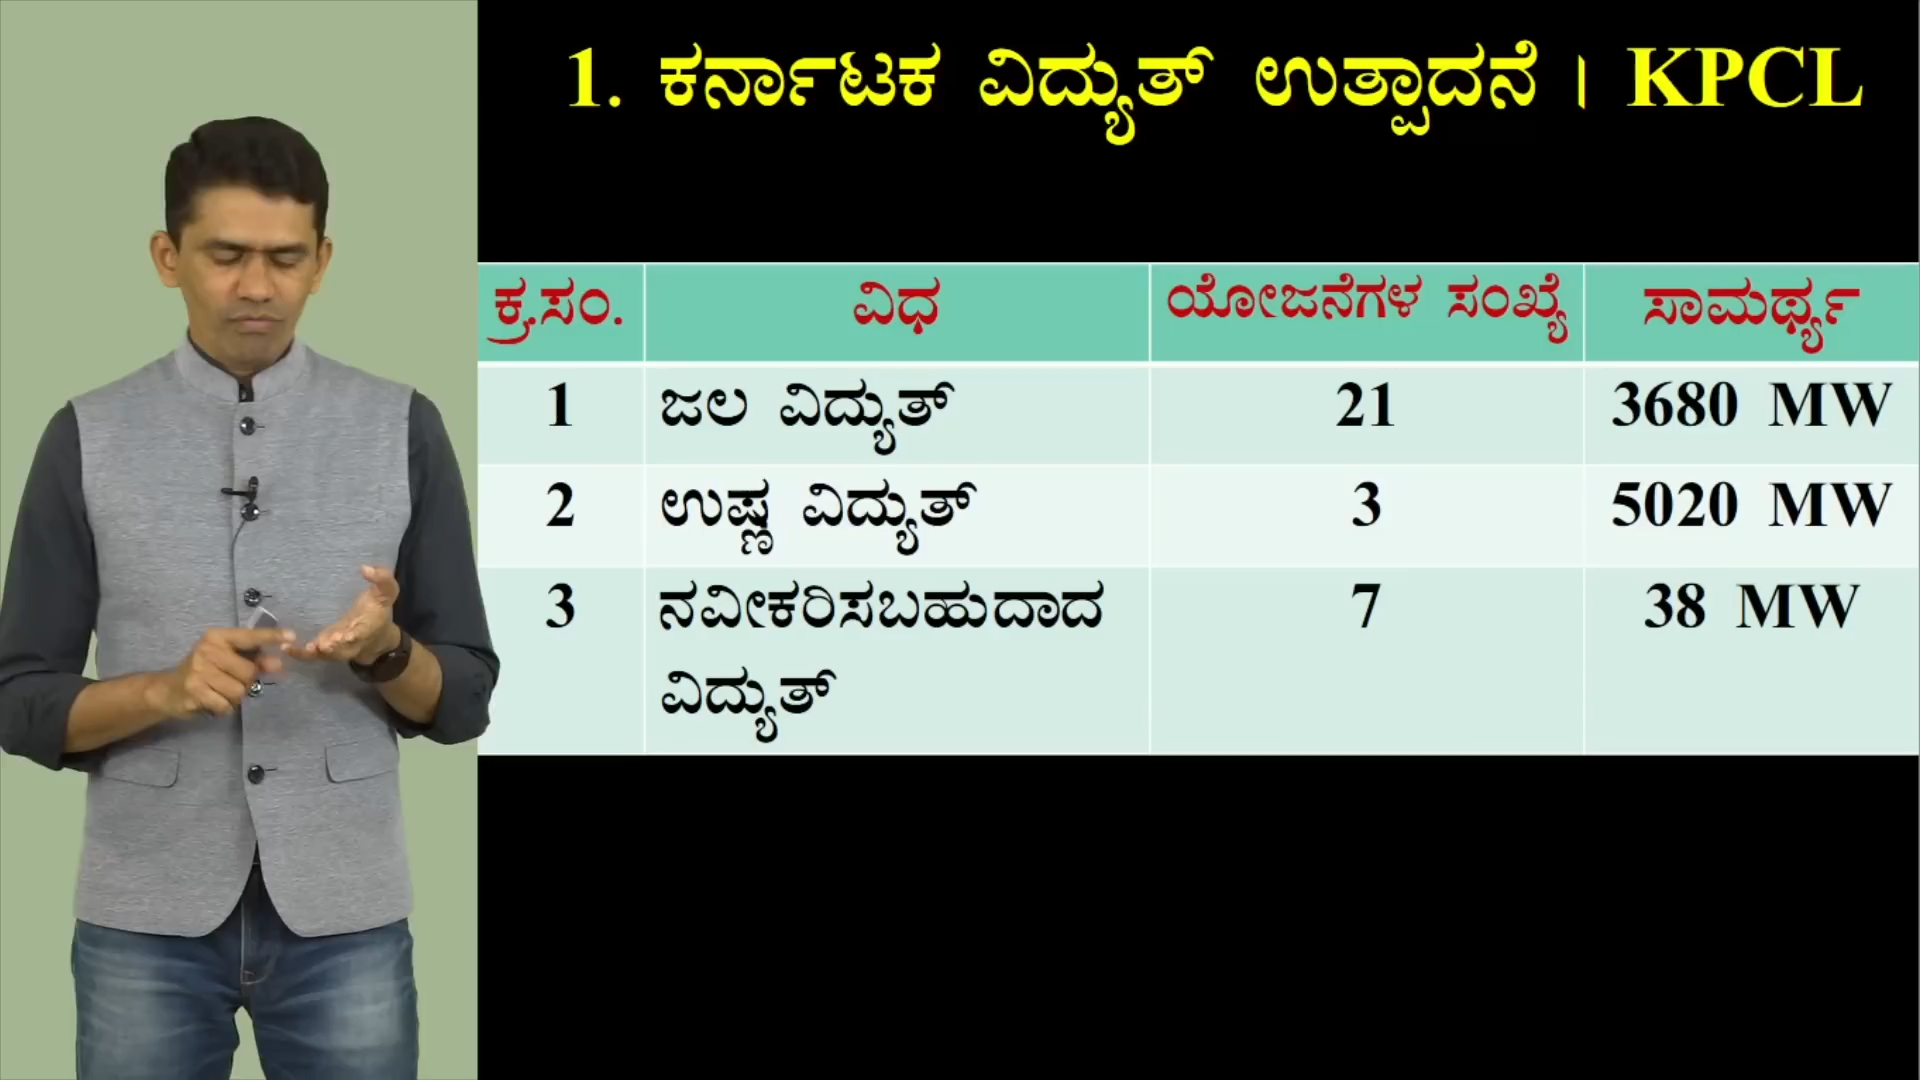 1. ಕರ್ನಾಟಕ ವಿದ್ಯುತ್ ಉತ್ಪಾದನೆ । KPCL
ಕ್ರ.ಸಂ. ವಿಧ ಯೋಜನೆಗಳ ಸಂಖ್ಯೆ ಸಾಮರ್ಥ್ಯ
1 ಜಲ ವಿದ್ಯುತ್ 21 3680 MW
2 ಉಷ್ಣ ವಿದ್ಯುತ್ 3 5020 MW
3 ನವೀಕರಿಸಬಹುದಾದ 7 38 MW
ವಿದ್ಯುತ್